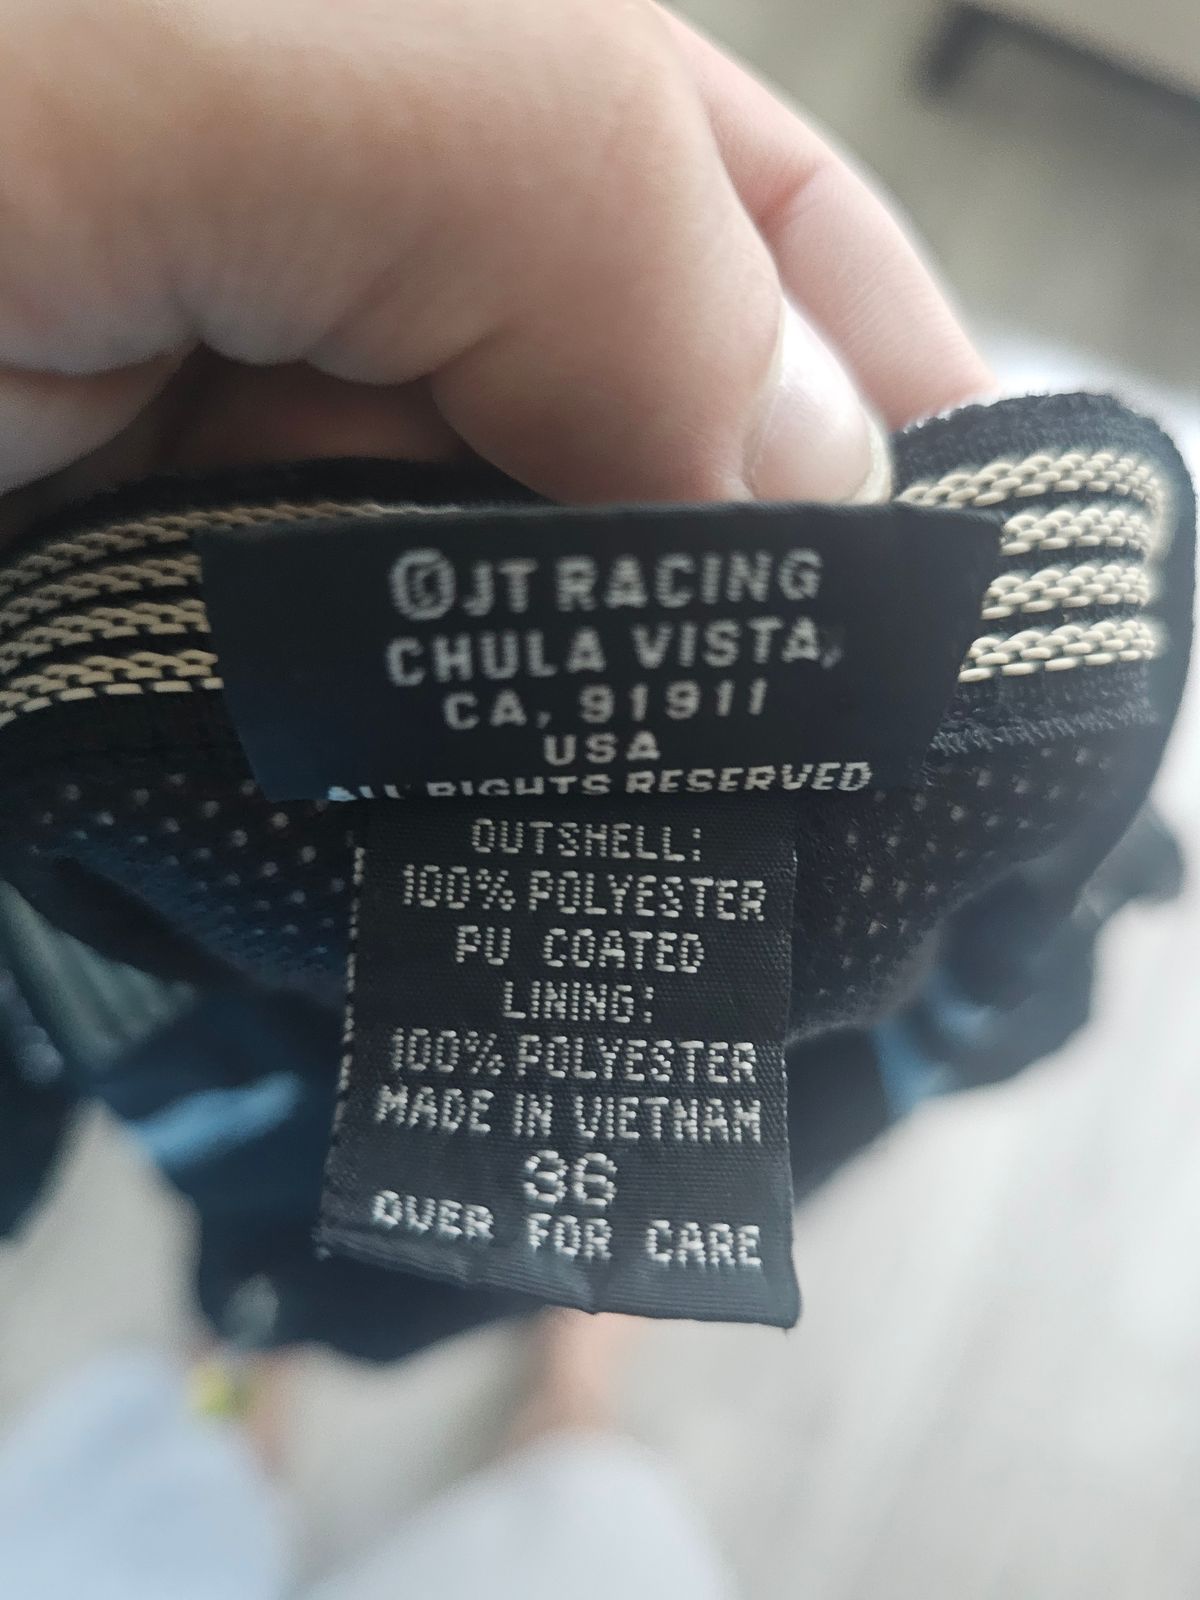 ©JT RACING
CHULA VISTA,
CA, 91911
USA
ALL RIGHTS RESERVED
OUTSHELL:
100% POLYESTER
PU COATED
LINING:
100% POLYESTER
MADE IN VIETNAM
36
OVER FOR CARE